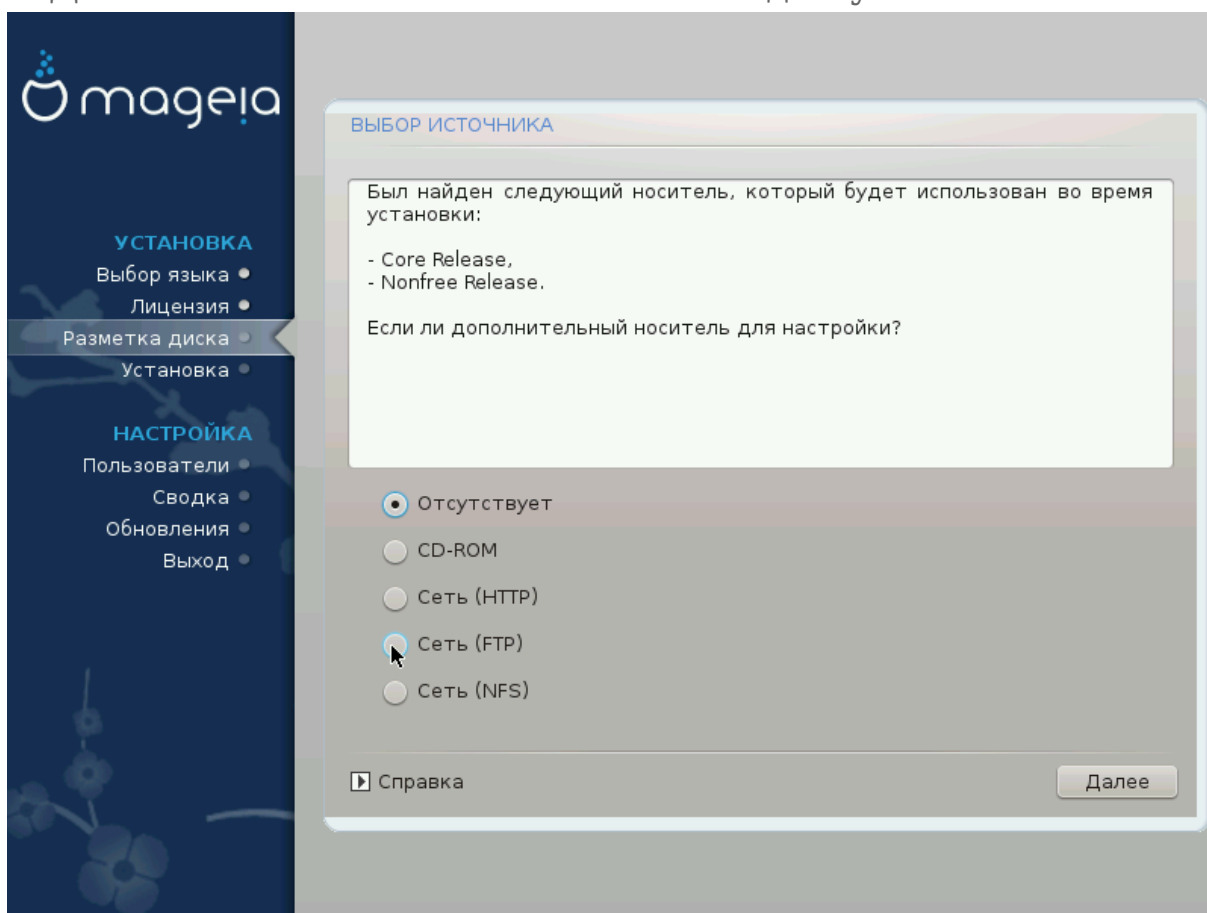 mageia
УСТАНОВКА
Выбор языка
Лицензия
Разметка диска
Установка
НАСТРОЙКА
Пользователи
Сводка
Обновления
Выход
ВЫБОР ИСТОЧНИКА
Был найден следующий носитель, который будет использован во время
установки:
- Core Release,
- Nonfree Release.
Если ли дополнительный носитель для настройки?
Отсутствует
CD-ROM
Сеть (HTTP)
Сеть (FTP)
Сеть (NFS)
Справка
Далее